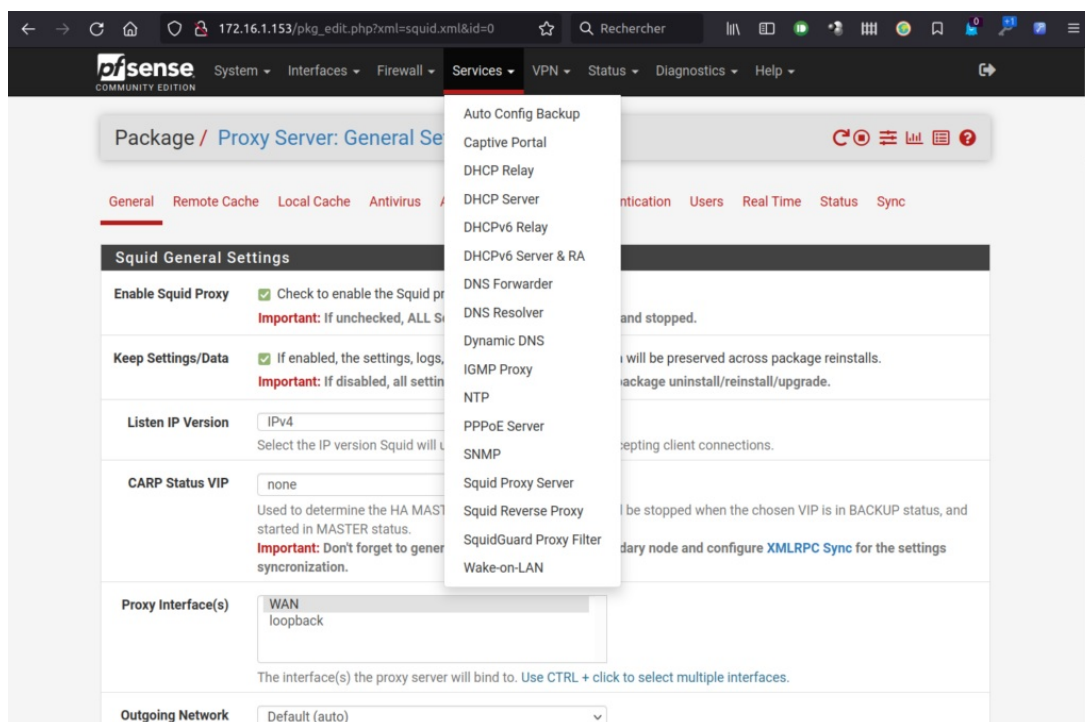 172.16.1.153/pkg_edit.php?xml=squid.xml&id=0
Rechercher
0
+1
pfsense
COMMUNITY EDITION
System
Interfaces
Firewall
Services
VPN
Status
Diagnostics
Help
Auto Config Backup
Captive Portal
DHCP Relay
DHCP Server
DHCPv6 Relay
DHCPv6 Server & RA
DNS Forwarder
DNS Resolver
Dynamic DNS
IGMP Proxy
NTP
PPPoE Server
SNMP
Squid Proxy Server
Squid Reverse Proxy
SquidGuard Proxy Filter
Wake-on-LAN
Package / Proxy Server: General Se
General Remote Cache Local Cache Antivirus ntication Users Real Time Status Sync
Squid General Settings
Enable Squid Proxy
Check to enable the Squid pr
Important: If unchecked, ALL S and stopped.
Keep Settings/Data
If enabled, the settings, logs, will be preserved across package reinstalls.
Important: If disabled, all settin ackage uninstall/reinstall/upgrade.
Listen IP Version
IPv4
Select the IP version Squid will cepting client connections.
CARP Status VIP
none
Used to determine the HA MAST be stopped when the chosen VIP is in BACKUP status, and
started in MASTER status.
Important: Don't forget to gener dary node and configure XMLRPC Sync for the settings
syncronization.
Proxy Interface(s)
WAN
loopback
The interface(s) the proxy server will bind to. Use CTRL + click to select multiple interfaces.
Outgoing Network
Default (auto)